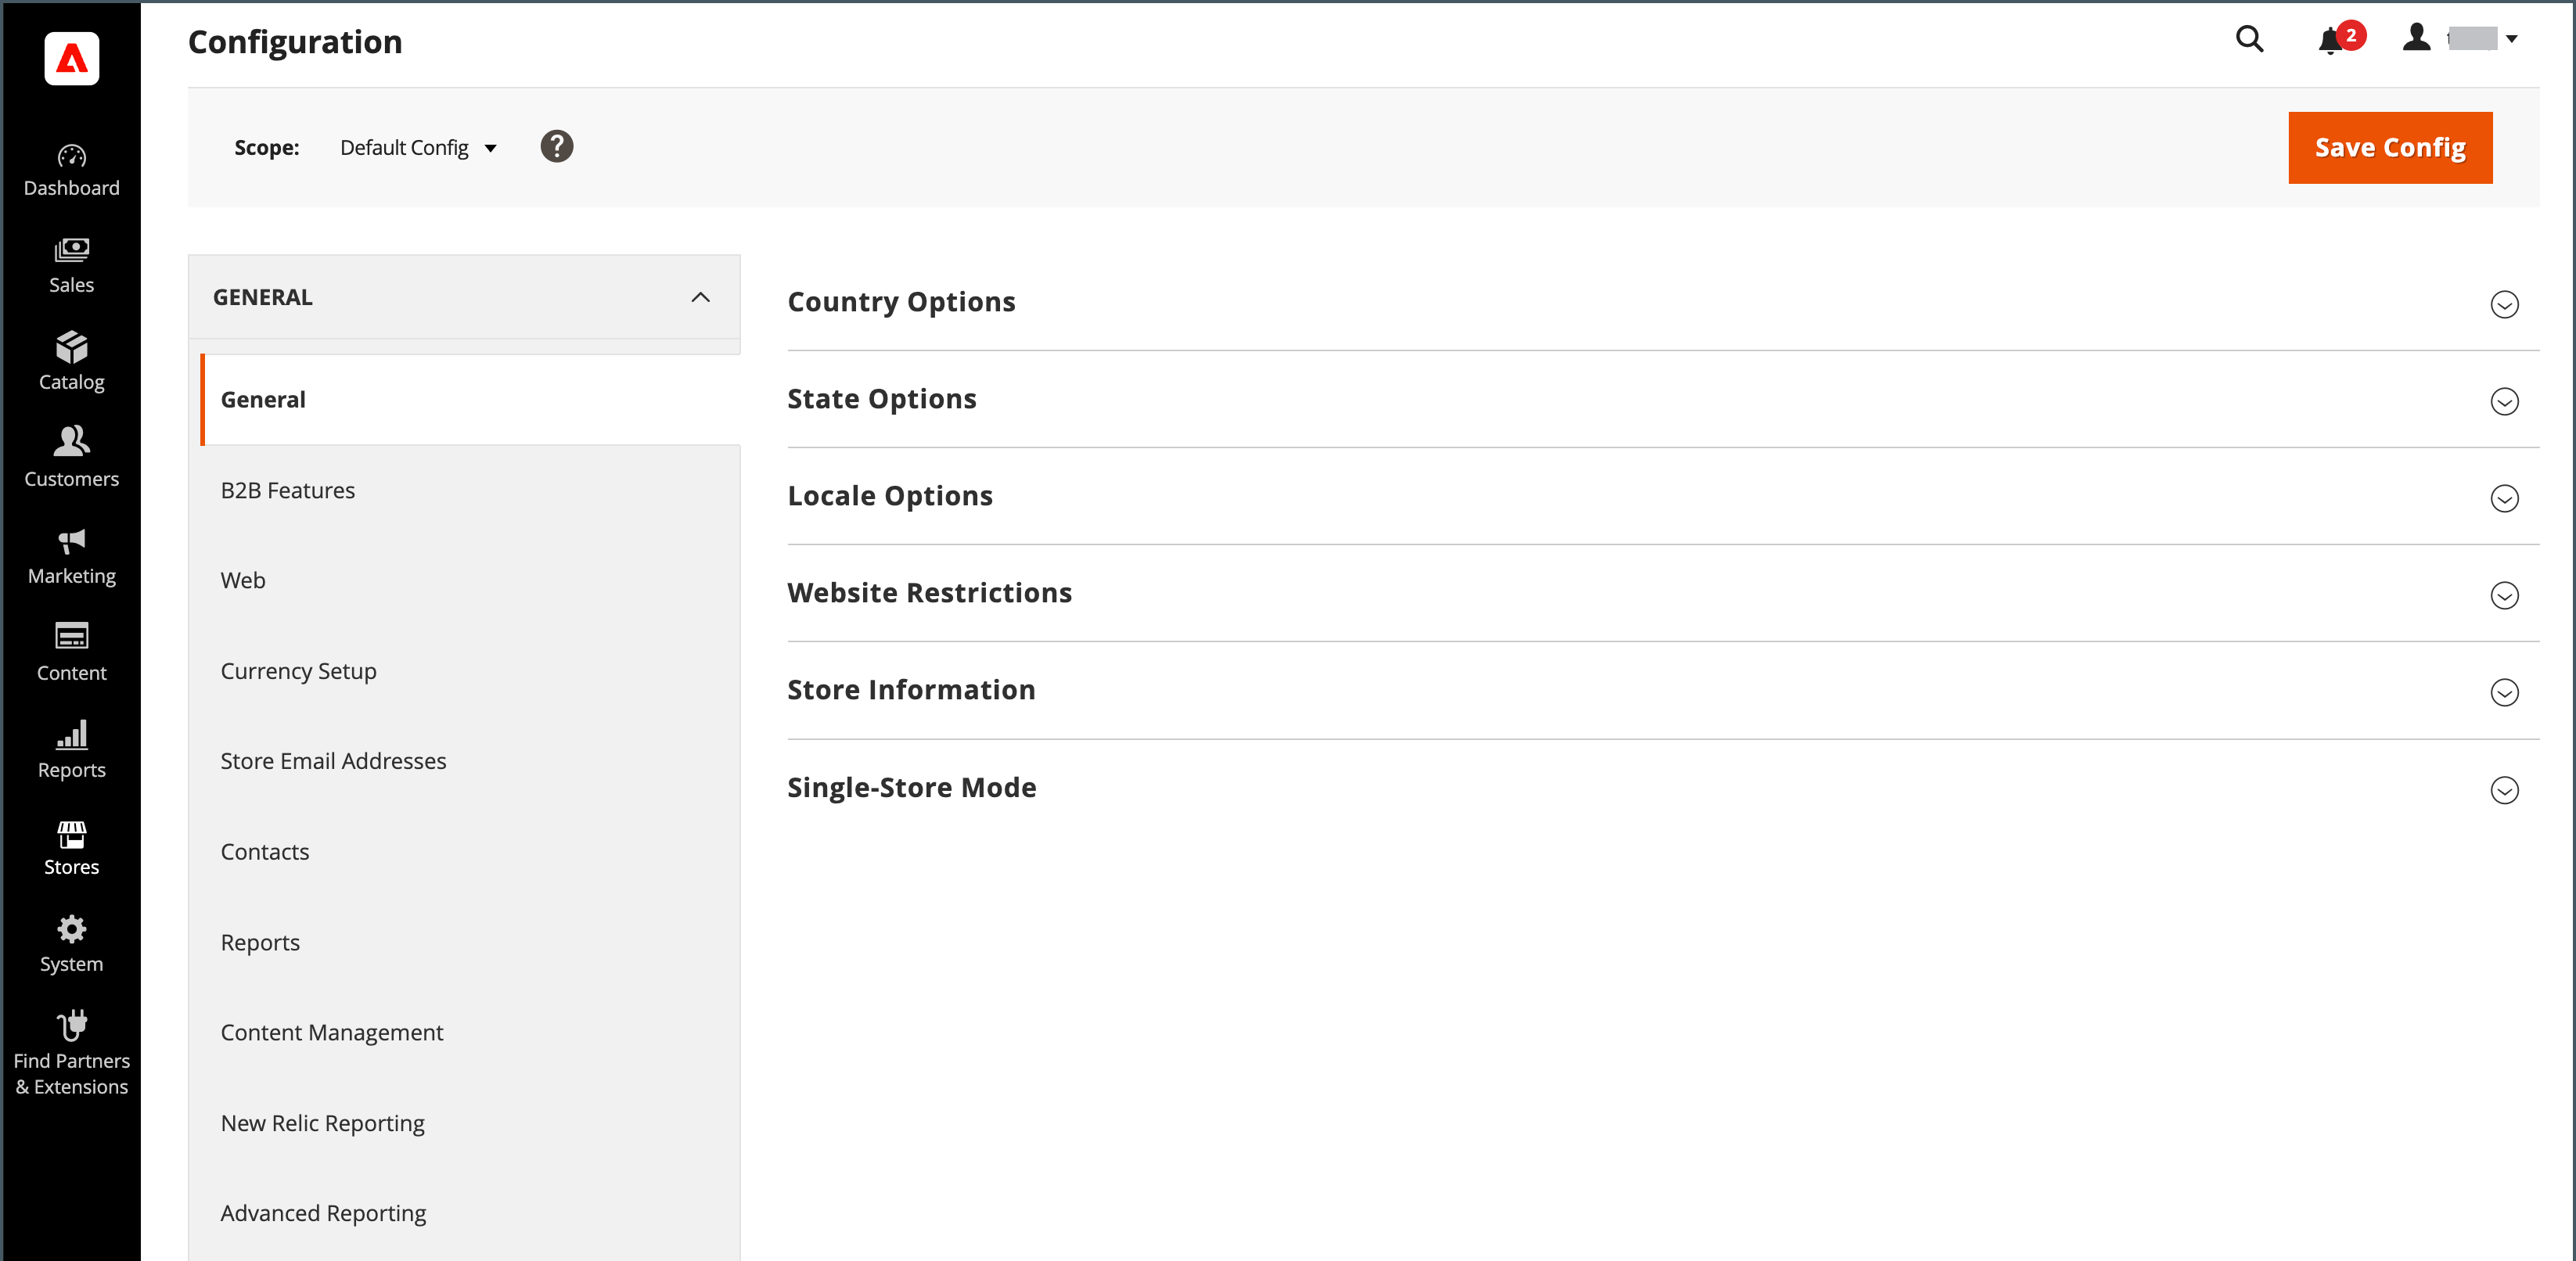 Configuration
2
Scope:
Default Config
?
Save Config
Dashboard
Sales
Catalog
Customers
Marketing
Content
Reports
Stores
System
Find Partners
& Extensions
GENERAL
General
B2B Features
Web
Currency Setup
Store Email Addresses
Contacts
Reports
Content Management
New Relic Reporting
Advanced Reporting
Country Options
State Options
Locale Options
Website Restrictions
Store Information
Single-Store Mode